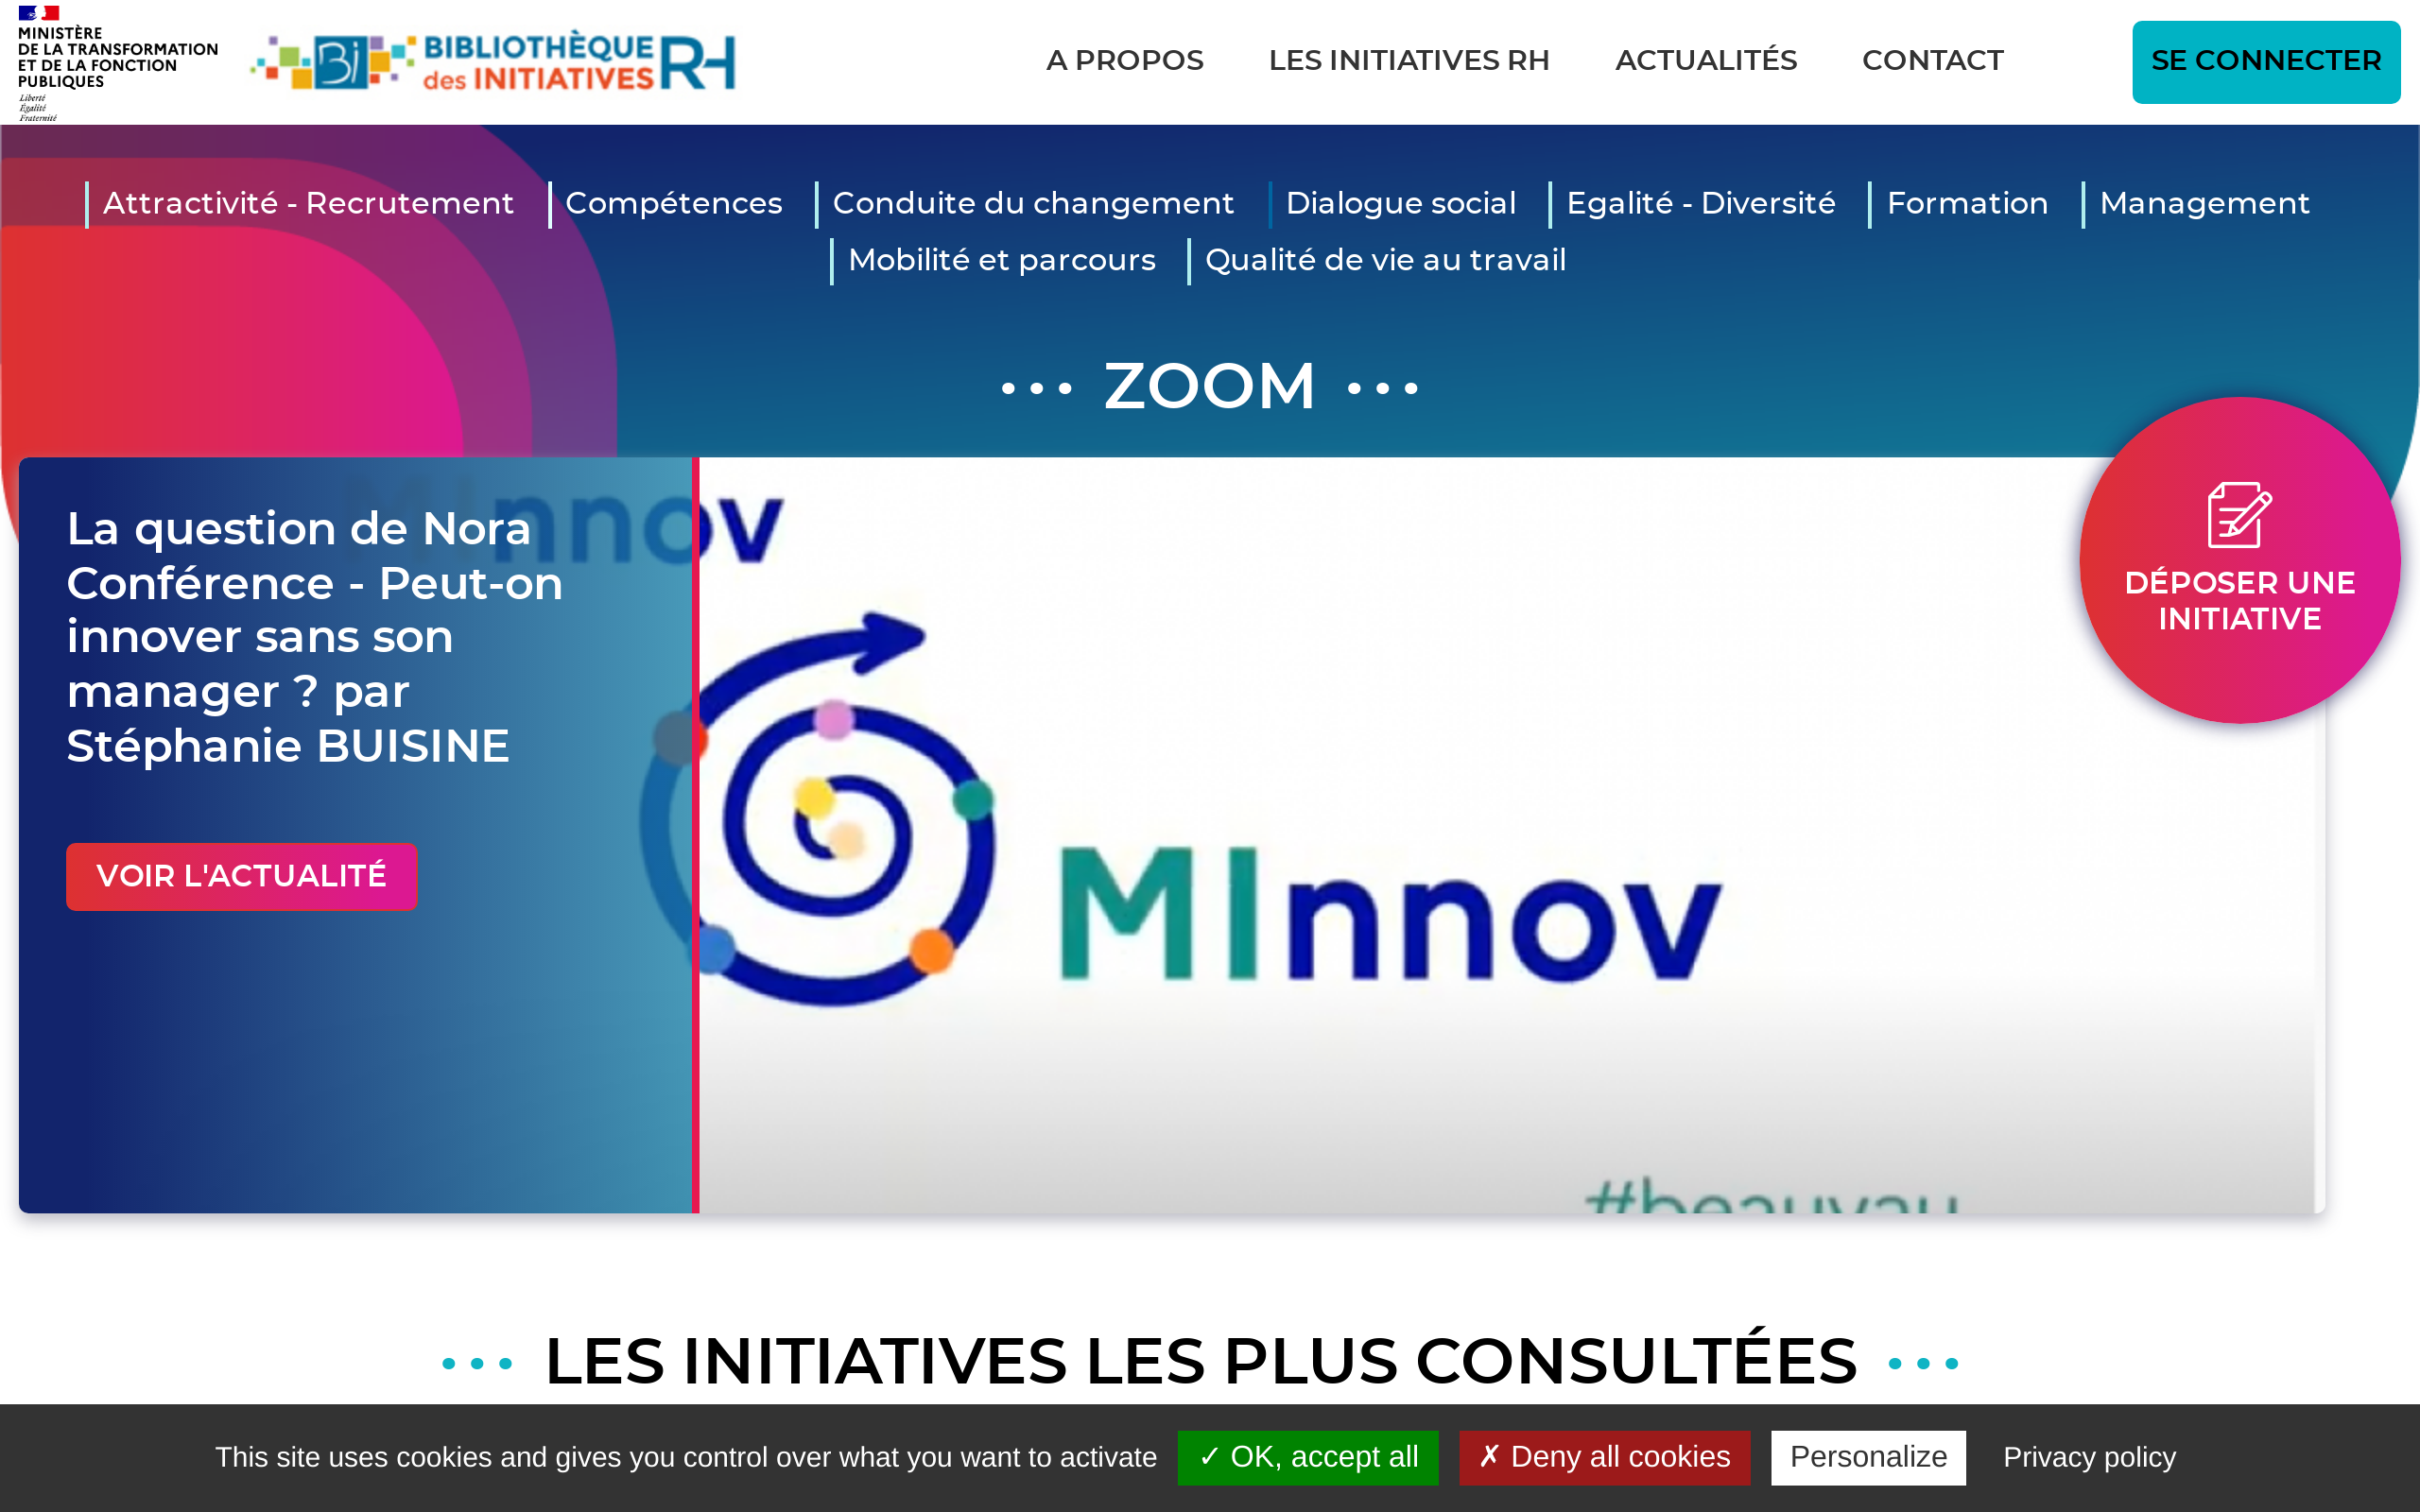 MINISTÈRE
DE LA TRANSFORMATION
ET DE LA FONCTION
PUBLIQUES
Liberté
Égalité
Fraternité
Bi
BIBLIOTHÈQUE
des INITIATIVES RH
A PROPOS LES INITIATIVES RH ACTUALITÉS CONTACT SE CONNECTER
Attractivité - Recrutement Compétences Conduite du changement Dialogue social Egalité - Diversité Formation Management
Mobilité et parcours Qualité de vie au travail
ZOOM
MInnov
La question de Nora
Conférence - Peut-on
innover sans son
manager ? par
Stéphanie BUISINE
VOIR L'ACTUALITÉ
MInnov
#beauvau
DÉPOSER UNE
INITIATIVE
LES INITIATIVES LES PLUS CONSULTÉES
This site uses cookies and gives you control over what you want to activate ✓ OK, accept all ✗ Deny all cookies Personalize Privacy policy